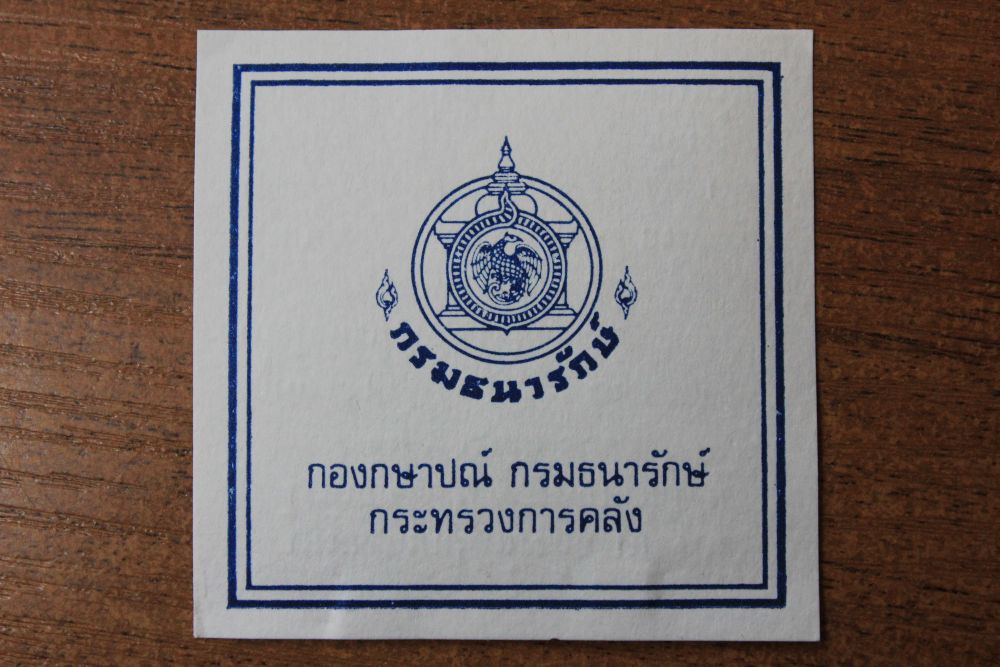 กรมธนารักษ์
กองกษาปณ์ กรมธนารักษ์
กระทรวงการคลัง